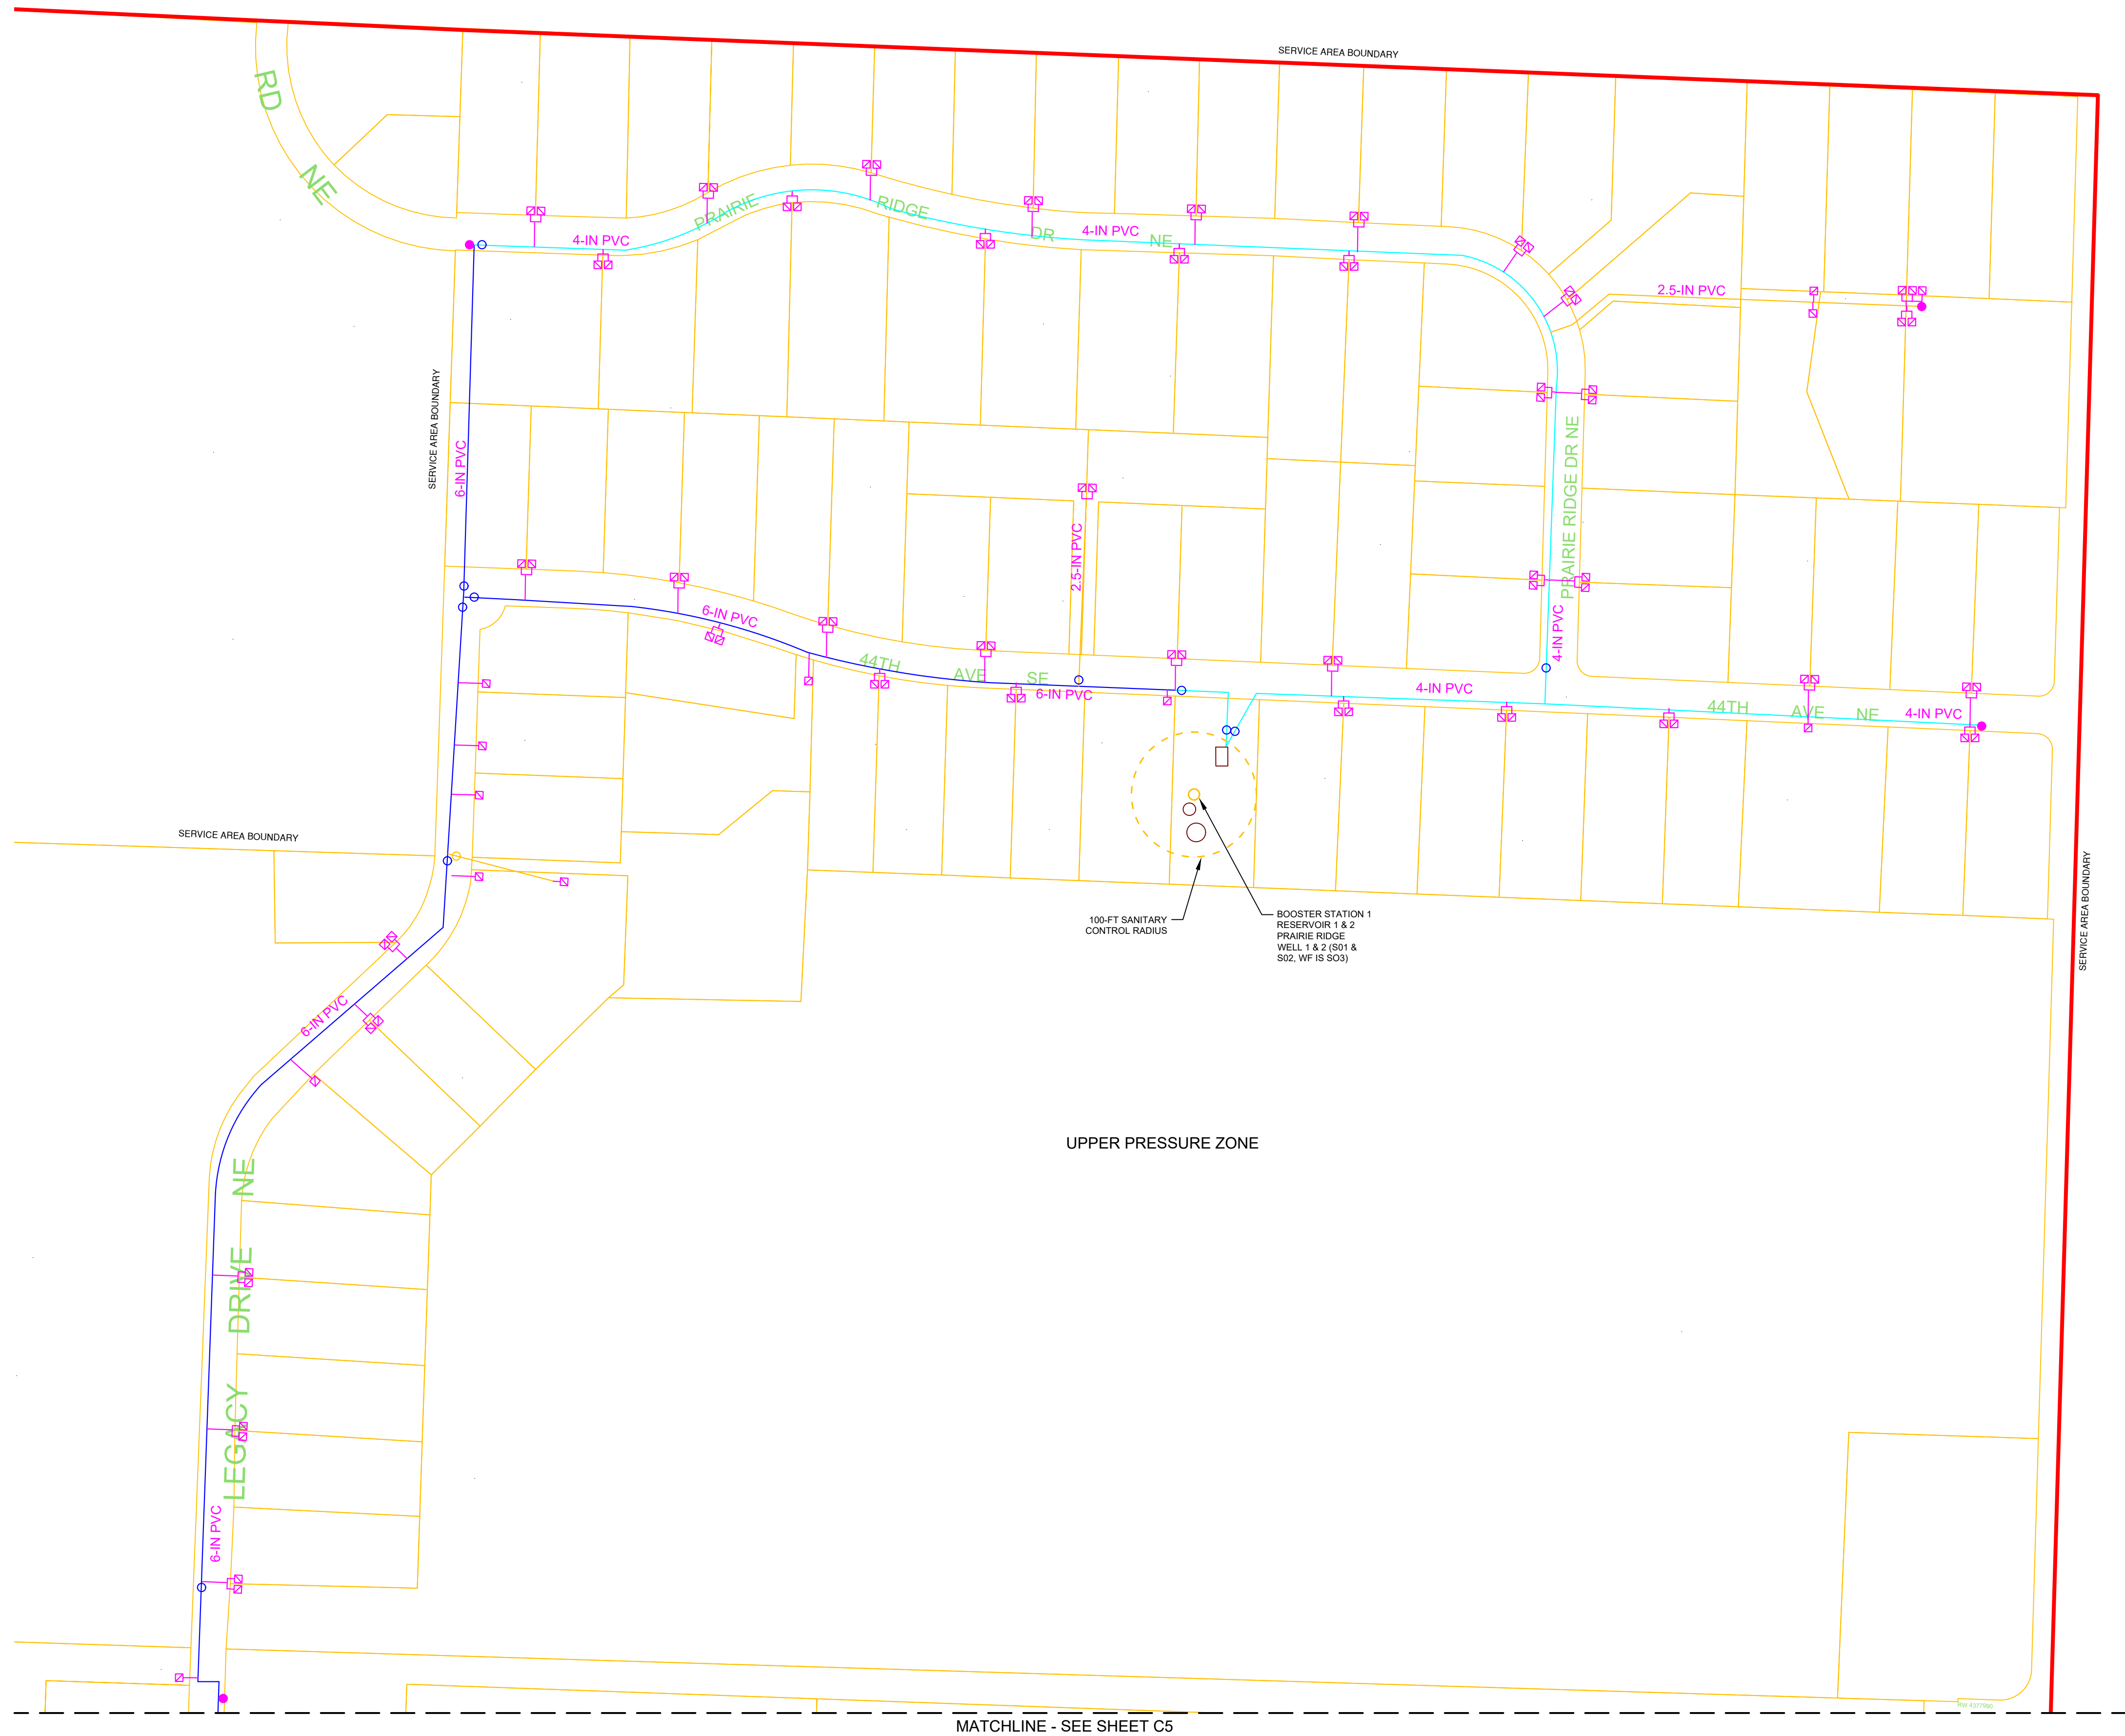 SERVICE AREA BOUNDARY
RD
NE
PRAIRIE
RIDGE
DR
NE
4-IN PVC
4-IN PVC
2.5-IN PVC
SERVICE AREA BOUNDARY
6-IN PVC
PRAIRIE RIDGE DR NE
2.5-IN PVC
4-IN PVC
6-IN PVC
44TH
AVE
SE
6-IN PVC
4-IN PVC
44TH
AVE
NE
4-IN PVC
SERVICE AREA BOUNDARY
SERVICE AREA BOUNDARY
100-FT SANITARY
CONTROL RADIUS
BOOSTER STATION 1
RESERVOIR 1 & 2
PRAIRIE RIDGE
WELL 1 & 2 (S01 &
S02, WF IS SO3)
6-IN PVC
UPPER PRESSURE ZONE
LEGACY DRIVE NE
6-IN PVC
RW 4377960
MATCHLINE - SEE SHEET C5